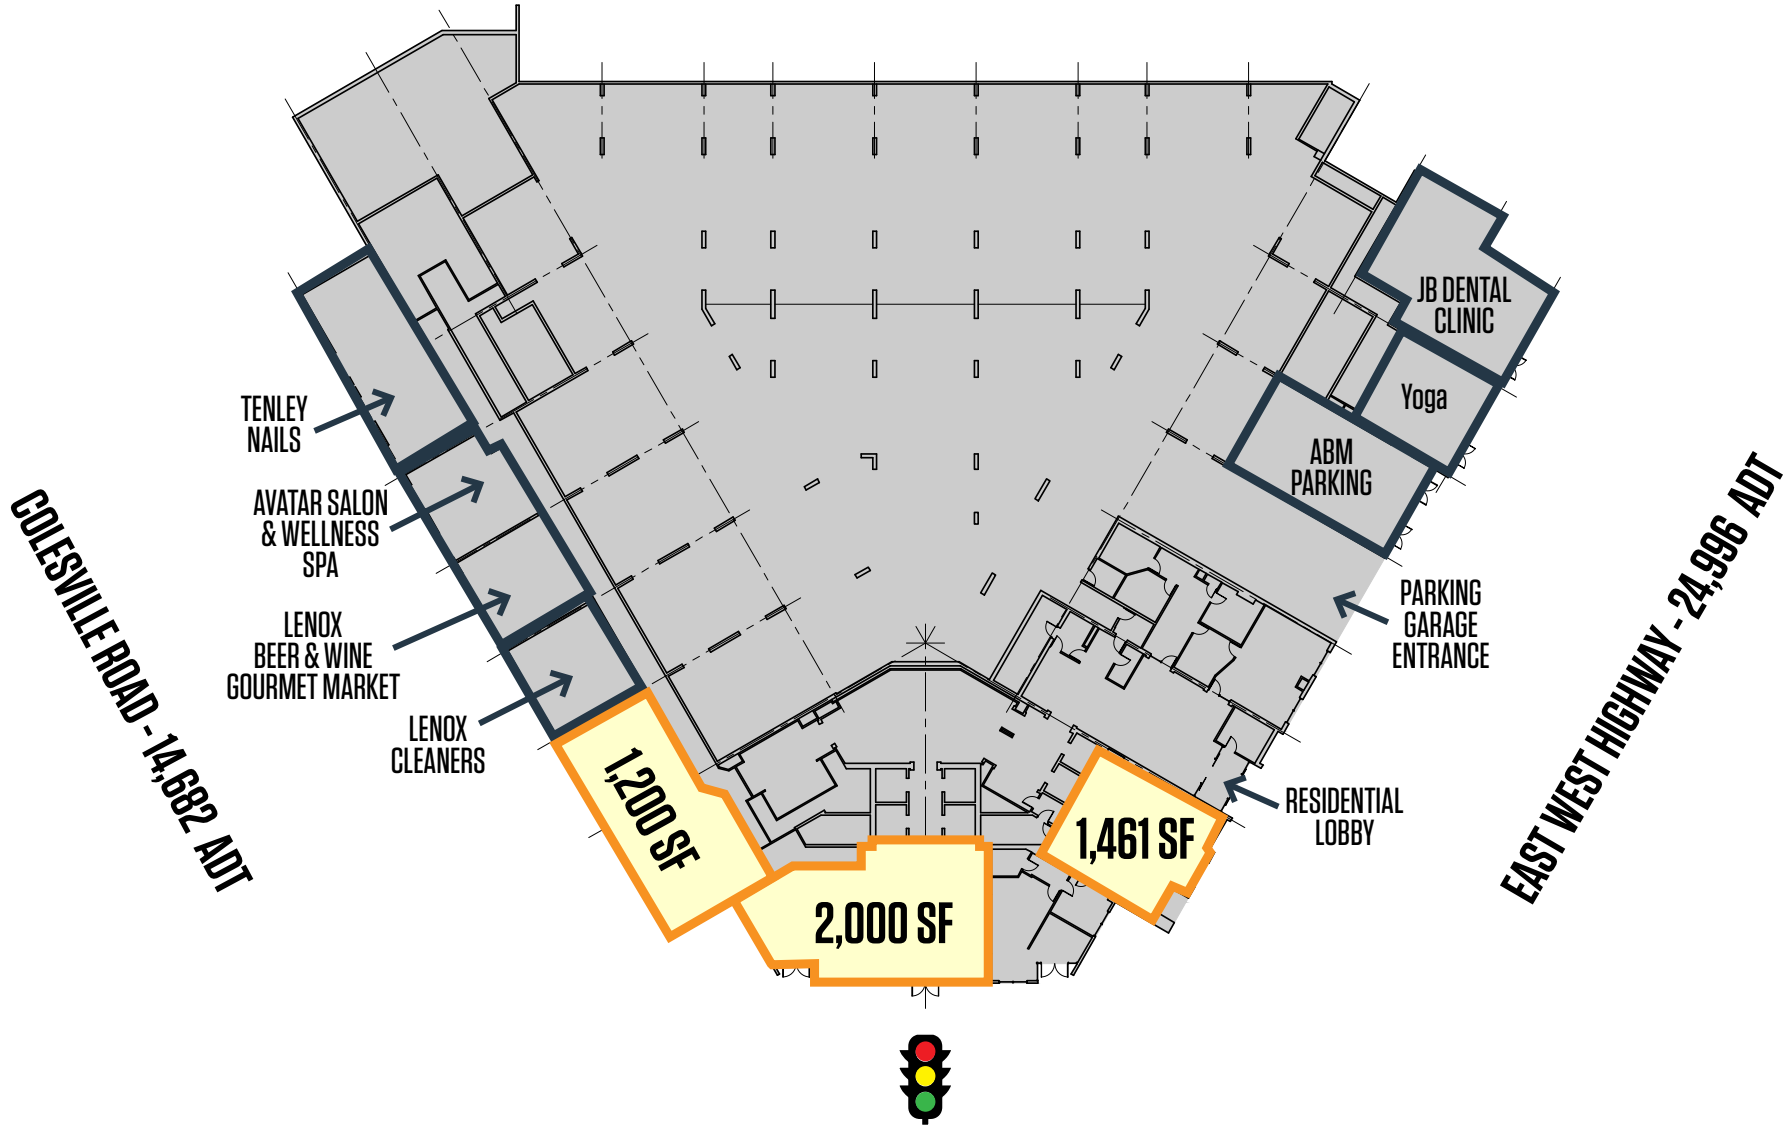 JB DENTAL
CLINIC
Yoga
ABM
PARKING
TENLEY
NAILS
AVATAR SALON
& WELLNESS
SPA
LENOX
BEER & WINE
GOURMET MARKET
LENOX
CLEANERS
COLESVILLE ROAD - 14,682 ADT
EAST WEST HIGHWAY - 24,996 ADT
PARKING
GARAGE
ENTRANCE
RESIDENTIAL
LOBBY
1,200 SF
2,000 SF
1,461 SF